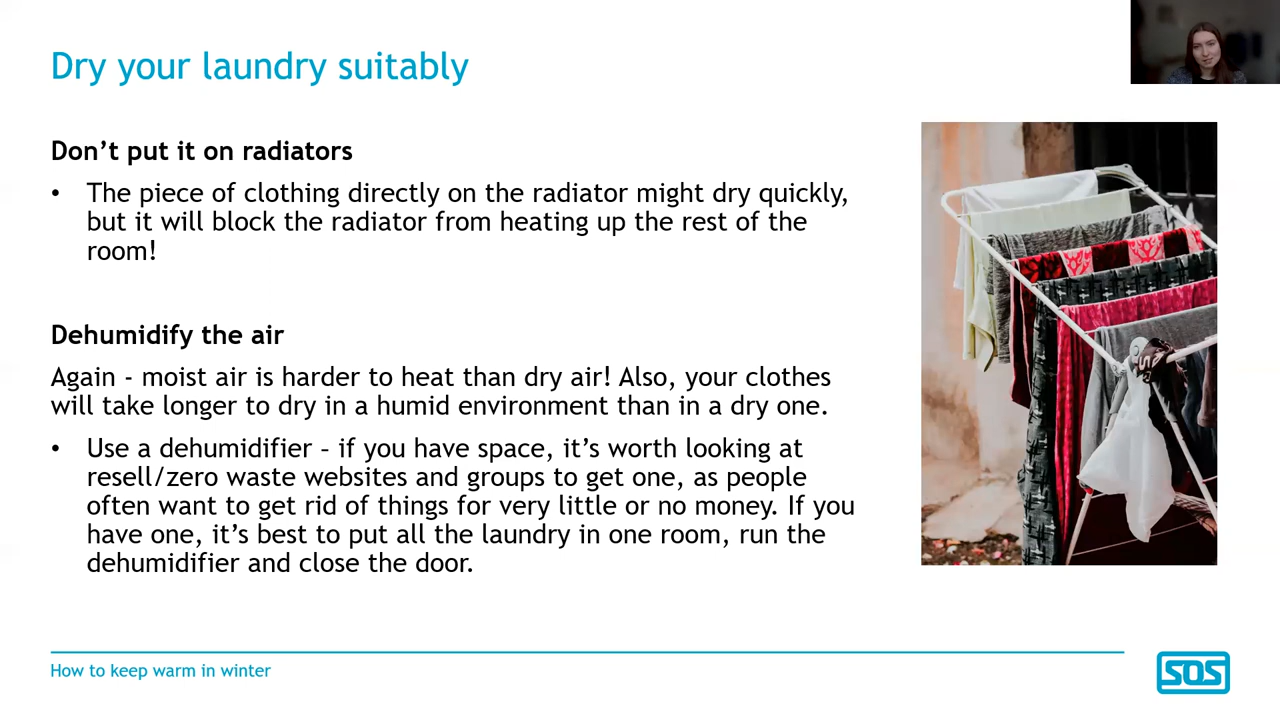 Dry your laundry suitably
Don’t put it on radiators
• The piece of clothing directly on the radiator might dry quickly,
but it will block the radiator from heating up the rest of the
room!
Dehumidify the air
Again - moist air is harder to heat than dry air! Also, your clothes
will take longer to dry in a humid environment than in a dry one.
• Use a dehumidifier – if you have space, it’s worth looking at
resell/zero waste websites and groups to get one, as people
often want to get rid of things for very little or no money. If you
have one, it’s best to put all the laundry in one room, run the
dehumidifier and close the door.
How to keep warm in winter
SOS